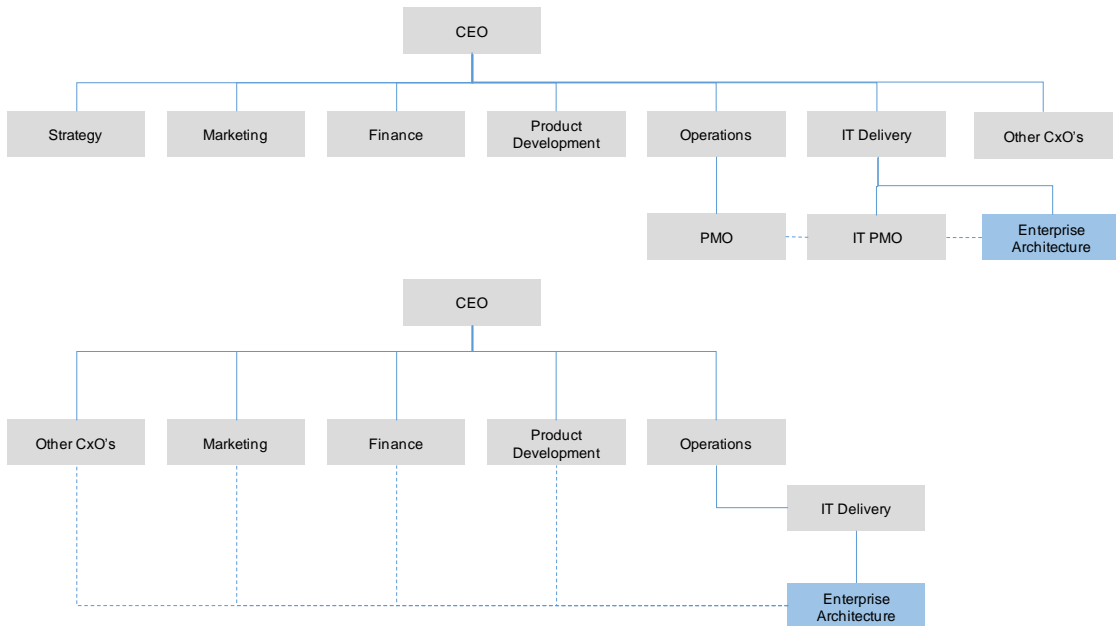 CEO
Strategy
Marketing
Finance
Product
Development
Operations
IT Delivery
Other CxO's
PMO
IT PMO
Enterprise
Architecture
CEO
Other CxO's
Marketing
Finance
Product
Development
Operations
IT Delivery
Enterprise
Architecture